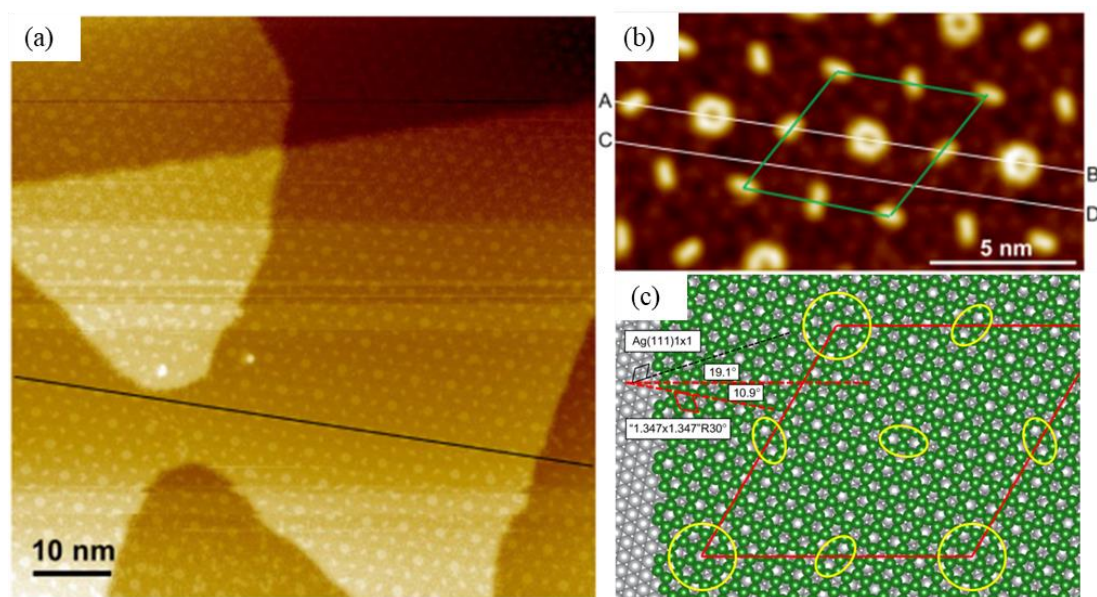 (a)
10 nm
(b)
A
C
B
D
5 nm
(c)
Ag(111)1x1
19.1°
10.9°
"1.347x1.347"R30°